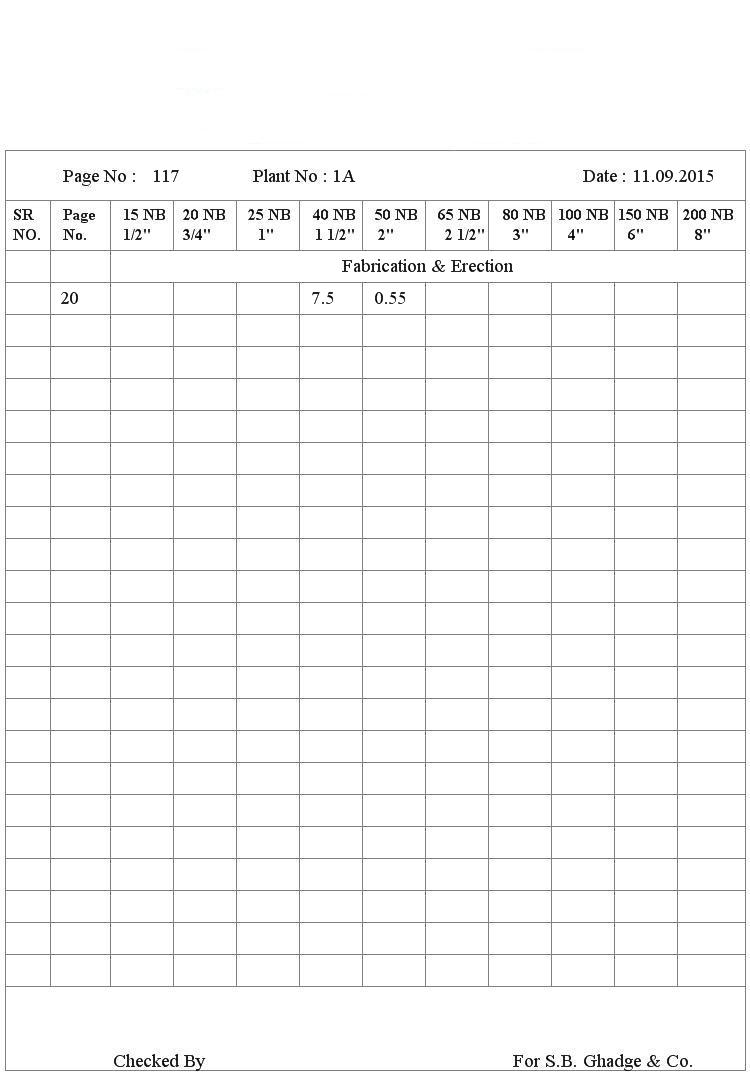 Page No : 117 Plant No : 1A Date : 11.09.2015
SR Page 15 NB 20 NB 25 NB 40 NB 50 NB 65 NB 80 NB 100 NB 150 NB 200 NB
NO. No. 1/2" 3/4" 1" 1 1/2" 2" 2 1/2" 3" 4" 6" 8"
Fabrication & Erection
20 7.5 0.55
Checked By For S.B. Ghadge & Co.